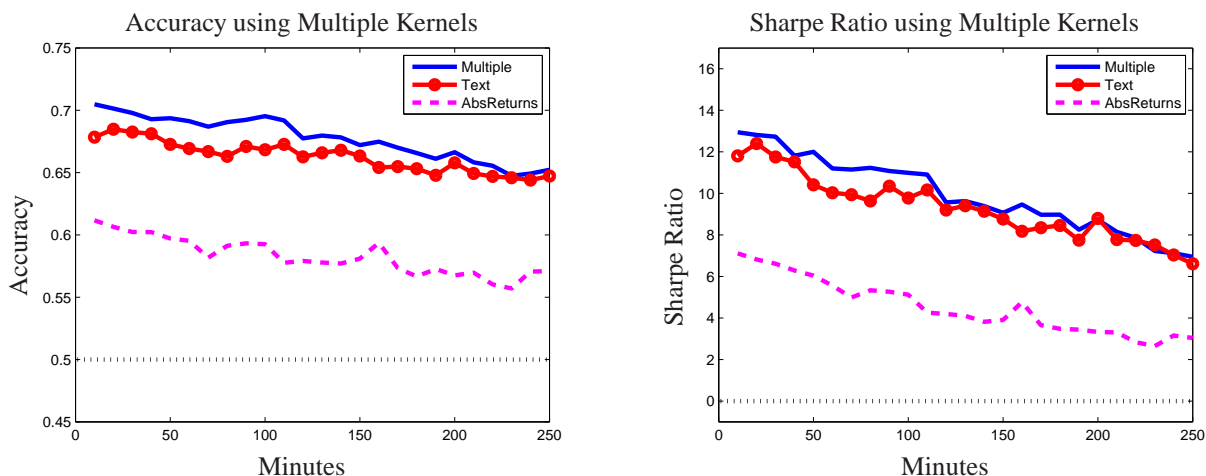 Accuracy using Multiple Kernels
0.75
0.7
0.65
0.6
0.55
0.5
0.45
Accuracy
Multiple
Text
AbsReturns
0 50 100 150 200 250
Minutes
Sharpe Ratio using Multiple Kernels
16
14
12
10
8
6
4
2
0
Sharpe Ratio
Multiple
Text
AbsReturns
0 50 100 150 200 250
Minutes